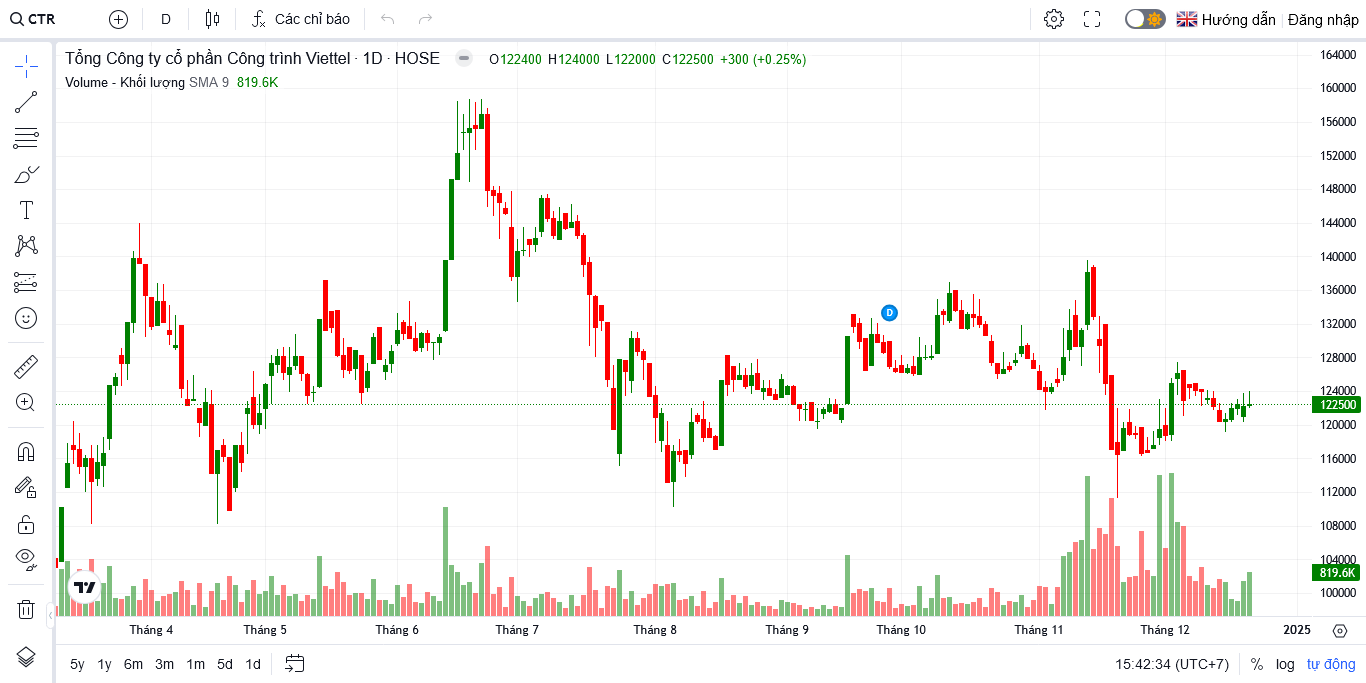 CTR D Các chỉ báo Hướng dẫn Đăng nhập
Tổng Công ty cổ phần Công trình Viettel · 1D · HOSE O122400 H124000 L122000 C122500 +300 (+0.25%)
Volume - Khối lượng SMA 9 819.6K
164000
160000
156000
152000
148000
144000
140000
136000
D
132000
128000
124000
122500
120000
116000
112000
108000
104000
819.6K
100000
Tháng 4 Tháng 5 Tháng 6 Tháng 7 Tháng 8 Tháng 9 Tháng 10 Tháng 11 Tháng 12 2025
5y 1y 6m 3m 1m 5d 1d 15:42:34 (UTC+7) % log tự động